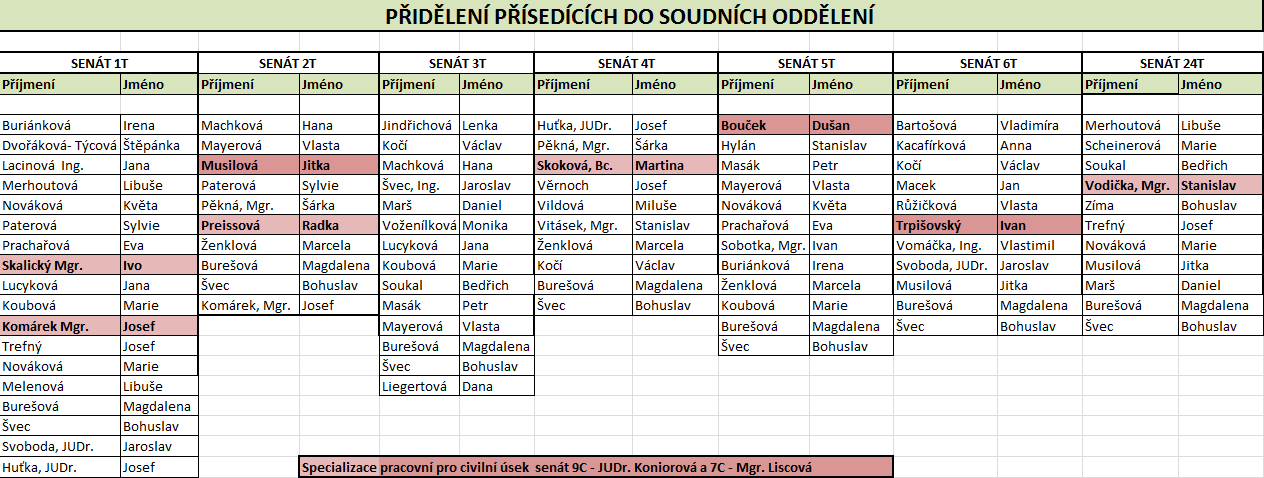 PŘIDĚLENÍ PŘÍSEDÍCÍCH DO SOUDNÍCH ODDĚLENÍ
SENÁT 1T SENÁT 2T SENÁT 3T SENÁT 4T SENÁT 5T SENÁT 6T SENÁT 24T
Příjmení Jméno Příjmení Jméno Příjmení Jméno Příjmení Jméno Příjmení Jméno Příjmení Jméno Příjmení Jméno
Buriánková Irena Machková Hana Jindřichová Lenka Huťka, JUDr. Josef Bouček Dušan Bartošová Vladimíra Merhoutová Libuše
Dvořáková- Týcová Štěpánka Mayerová Vlasta Kočí Václav Pěkná, Mgr. Šárka Hylán Stanislav Kacafírková Anna Scheinerová Marie
Lacinová Ing. Jana Musilová Jitka Machková Hana Skoková, Bc. Martina Masák Petr Kočí Václav Soukal Bedřich
Merhoutová Libuše Paterová Sylvie Švec, Ing. Jaroslav Věrnoch Josef Mayerová Vlasta Macek Jan Vodička, Mgr. Stanislav
Nováková Květa Pěkná, Mgr. Šárka Marš Daniel Vildová Miluše Nováková Květa Růžičková Vlasta Zíma Bohuslav
Paterová Sylvie Preissová Radka Voženílková Monika Vitásek, Mgr. Stanislav Prachařová Eva Trpišovský Ivan Trefný Josef
Prachařová Eva Ženklová Marcela Lucyková Jana Ženklová Marcela Sobotka, Mgr. Ivan Vomáčka, Ing. Vlastimil Nováková Marie
Skalický Mgr. Ivo Burešová Magdalena Koubová Marie Kočí Václav Buriánková Irena Svoboda, JUDr. Jaroslav Musilová Jitka
Lucyková Jana Švec Bohuslav Soukal Bedřich Burešová Magdalena Ženklová Marcela Musilová Jitka Marš Daniel
Koubová Marie Komárek, Mgr. Josef Masák Petr Švec Bohuslav Koubová Marie Burešová Magdalena Burešová Magdalena
Komárek Mgr. Josef Mayerová Vlasta Burešová Magdalena Švec Bohuslav Švec Bohuslav
Trefný Josef Burešová Magdalena Švec Bohuslav
Nováková Marie Švec Bohuslav
Melenová Libuše Liegertová Dana
Burešová Magdalena
Švec Bohuslav
Svoboda, JUDr. Jaroslav
Huťka, JUDr. Josef Specializace pracovní pro civilní úsek senát 9C - JUDr. Koniorová a 7C - Mgr. Liscová